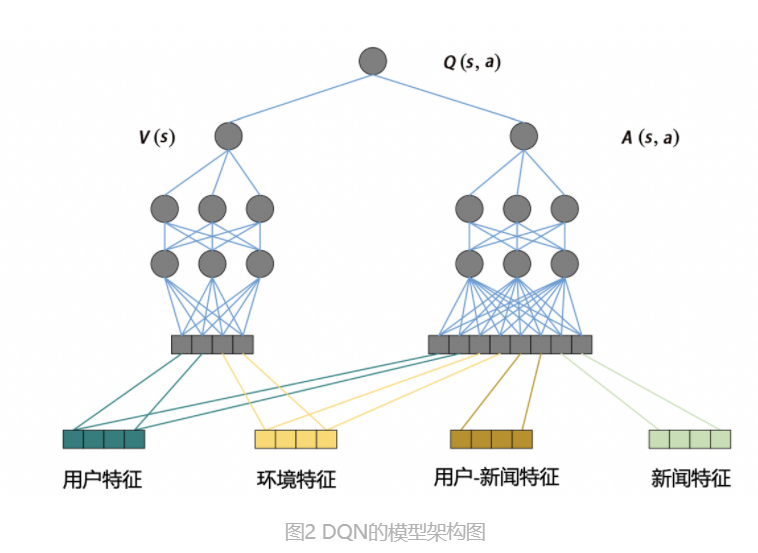 Q (s, a)
V (s)
A (s, a)
用户特征
环境特征
用户-新闻特征
新闻特征
图2 DQN的模型架构图